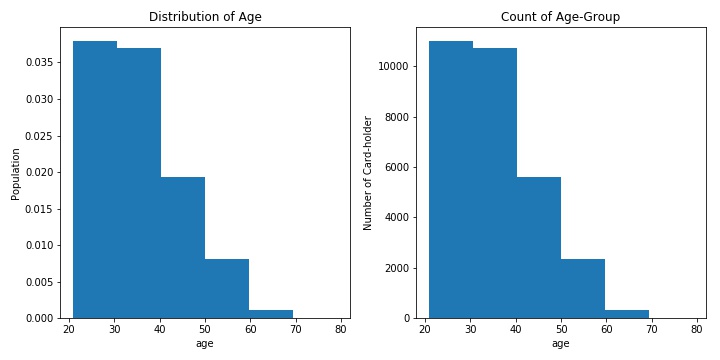 Distribution of Age
Population
0.035
0.030
0.025
0.020
0.015
0.010
0.005
0.000
20 30 40 50 60 70 80
age
Count of Age-Group
Number of Card-holder
10000
8000
6000
4000
2000
0
20 30 40 50 60 70 80
age